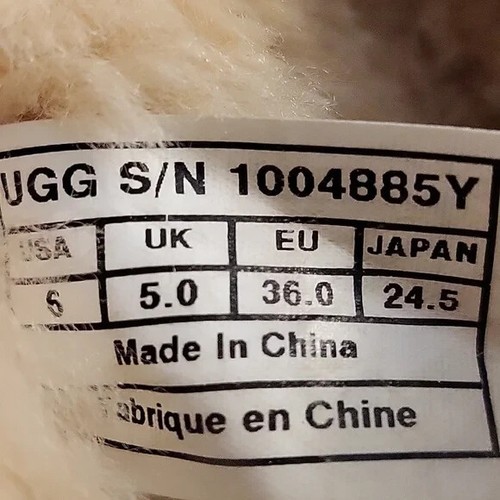 UGG S/N 1004885Y
USA UK EU JAPAN
6 5.0 36.0 24.5
Made In China
Fabrique en Chine